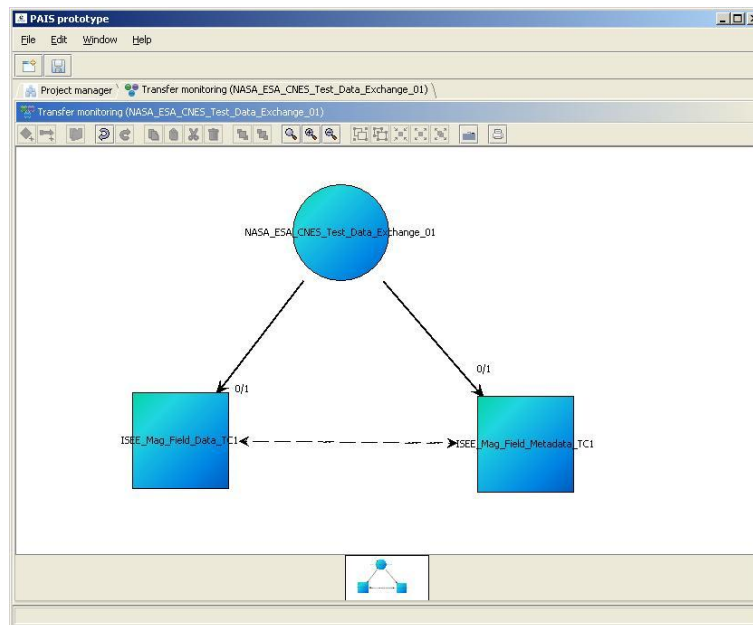 PAIS prototype
File Edit Window Help
Project manager Transfer monitoring (NASA_ESA_CNES_Test_Data_Exchange_01)
Transfer monitoring (NASA_ESA_CNES_Test_Data_Exchange_01)
NASA_ESA_CNES_Test_Data_Exchange_01
0/1
0/1
ISEE_Mag_Field_Data_TC1
ISEE_Mag_Field_Metadata_TC1